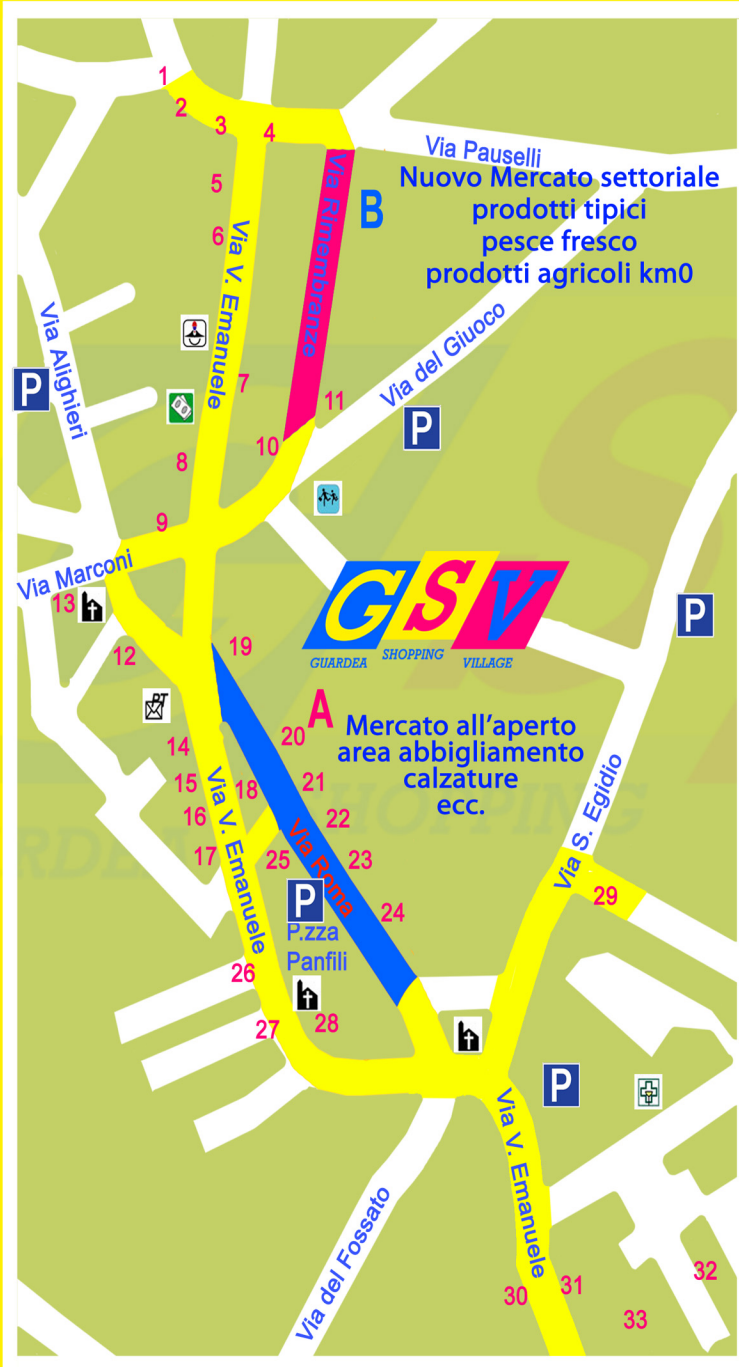 1
2
3
4
Via Pauselli
5
6
Via V. Emanuele
Via Rimembranze
B
Nuovo Mercato settoriale
prodotti tipici
pesce fresco
prodotti agricoli km0
Via Alighieri
P
7
8
9
10
11
Via del Giuoco
P
Via Marconi
13
12
GSV
GUARDEA SHOPPING VILLAGE
P
19
PT
A
Mercato all'aperto
area abbigliamento
calzature
ecc.
14
15
16
17
18
20
21
22
23
24
25
Via V. Emanuele
Via Roma
P
P.zza
Panfili
Via S. Egidio
29
26
27
28
P
Via V. Emanuele
Via del Fossato
30
31
32
33
GS
GUARDEA SHOPPING